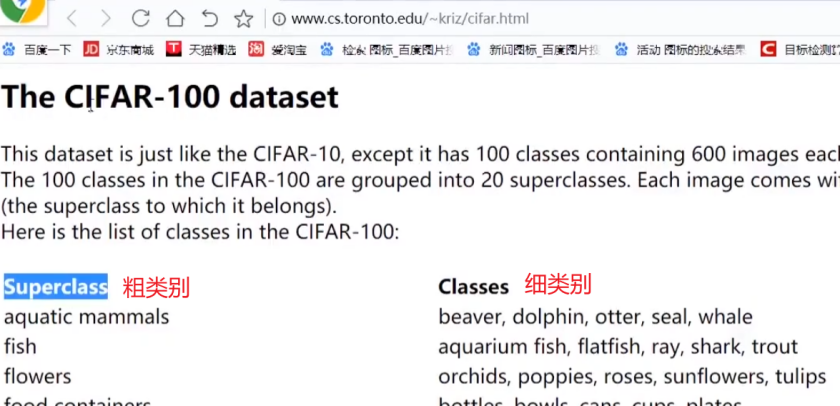 www.cs.toronto.edu/~kriz/cifar.html
百度一下 JD 京东商城 T 天猫精选 淘 爱淘宝 检索 图标_百度图片搜 新闻图标_百度图片搜 活动 图标的搜索结果 C 目标检测
The CIFAR-100 dataset
This dataset is just like the CIFAR-10, except it has 100 classes containing 600 images eac
The 100 classes in the CIFAR-100 are grouped into 20 superclasses. Each image comes wi
(the superclass to which it belongs).
Here is the list of classes in the CIFAR-100:
Superclass 粗类别 Classes 细类别
aquatic mammals beaver, dolphin, otter, seal, whale
fish aquarium fish, flatfish, ray, shark, trout
flowers orchids, poppies, roses, sunflowers, tulips
food containers bottles, bowls, cans, cups, plates